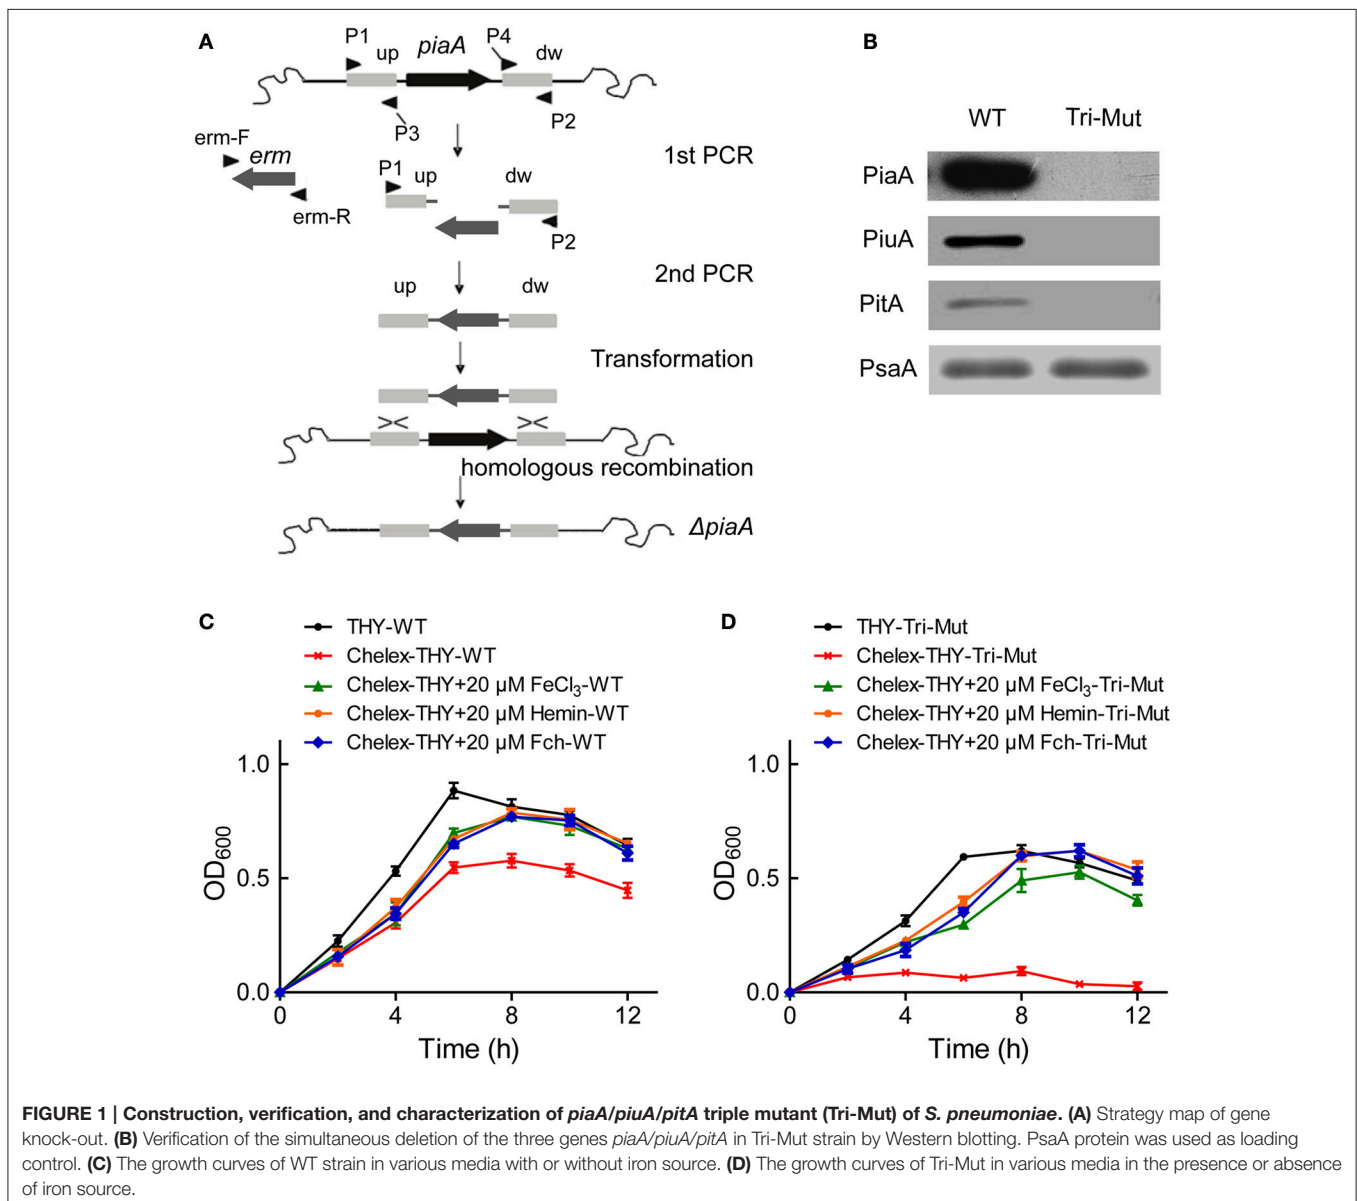 A
P1
up
piaA
P4
dw
P3
P2
erm-F
erm
erm-R
1st PCR
P1
up
dw
P2
2nd PCR
up
dw
Transformation
homologous recombination
ΔpiaA
B
WT Tri-Mut
PiaA
PiuA
PitA
PsaA
C
THY-WT
Chelex-THY-WT
Chelex-THY+20 µM FeCl3-WT
Chelex-THY+20 µM Hemin-WT
Chelex-THY+20 µM Fch-WT
1.0
0.5
0.0
OD600
0 4 8 12
Time (h)
D
THY-Tri-Mut
Chelex-THY-Tri-Mut
Chelex-THY+20 µM FeCl3-Tri-Mut
Chelex-THY+20 µM Hemin-Tri-Mut
Chelex-THY+20 µM Fch-Tri-Mut
1.0
0.5
0.0
OD600
0 4 8 12
Time (h)
FIGURE 1 | Construction, verification, and characterization of piaA/piuA/pitA triple mutant (Tri-Mut) of S. pneumoniae. (A) Strategy map of gene
knock-out. (B) Verification of the simultaneous deletion of the three genes piaA/piuA/pitA in Tri-Mut strain by Western blotting. PsaA protein was used as loading
control. (C) The growth curves of WT strain in various media with or without iron source. (D) The growth curves of Tri-Mut in various media in the presence or absence
of iron source.